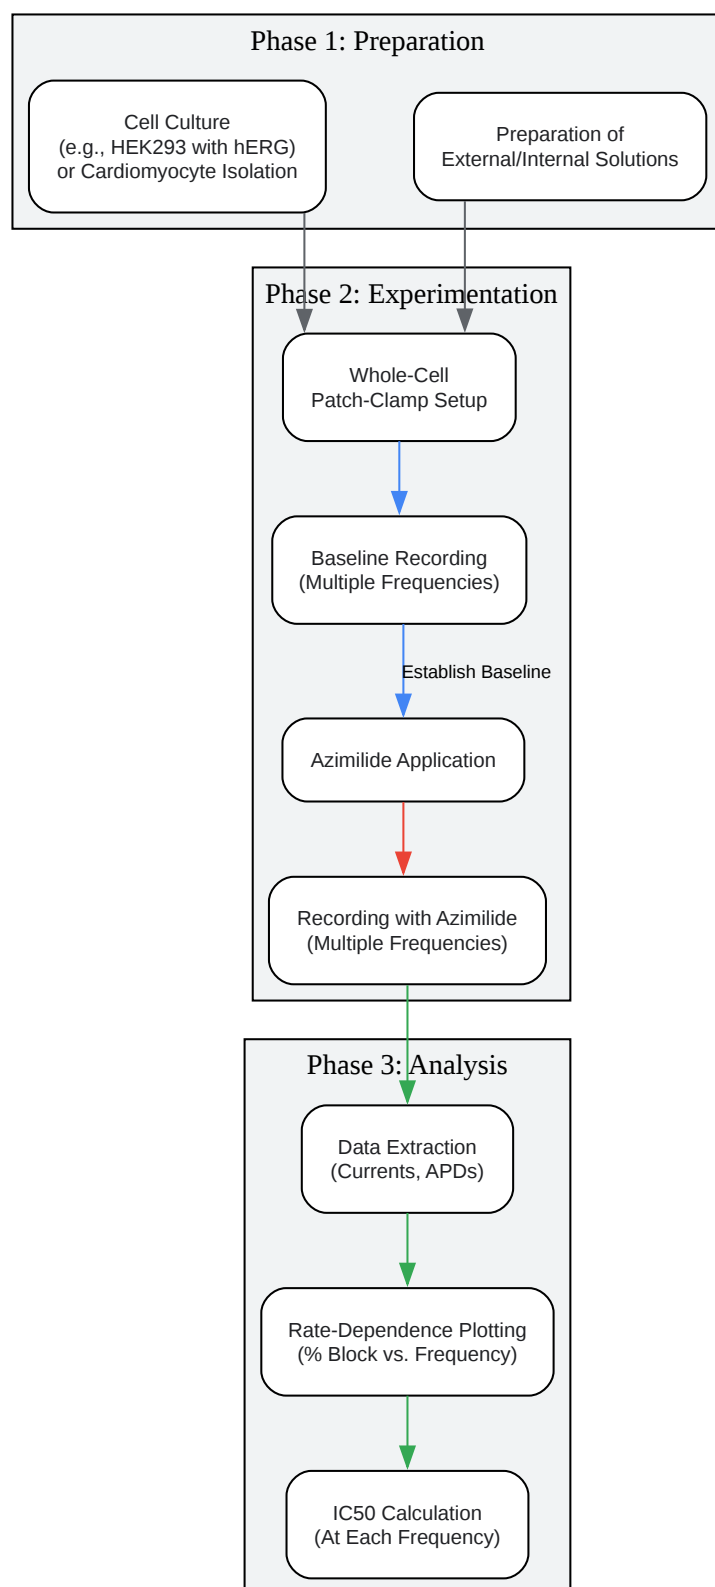 Phase 1: Preparation
Cell Culture
(e.g., HEK293 with hERG)
or Cardiomyocyte Isolation
Preparation of
External/Internal Solutions
Phase 2: Experimentation
Whole-Cell
Patch-Clamp Setup
Baseline Recording
(Multiple Frequencies)
Establish Baseline
Azimilide Application
Recording with Azimilide
(Multiple Frequencies)
Phase 3: Analysis
Data Extraction
(Currents, APDs)
Rate-Dependence Plotting
(% Block vs. Frequency)
IC50 Calculation
(At Each Frequency)